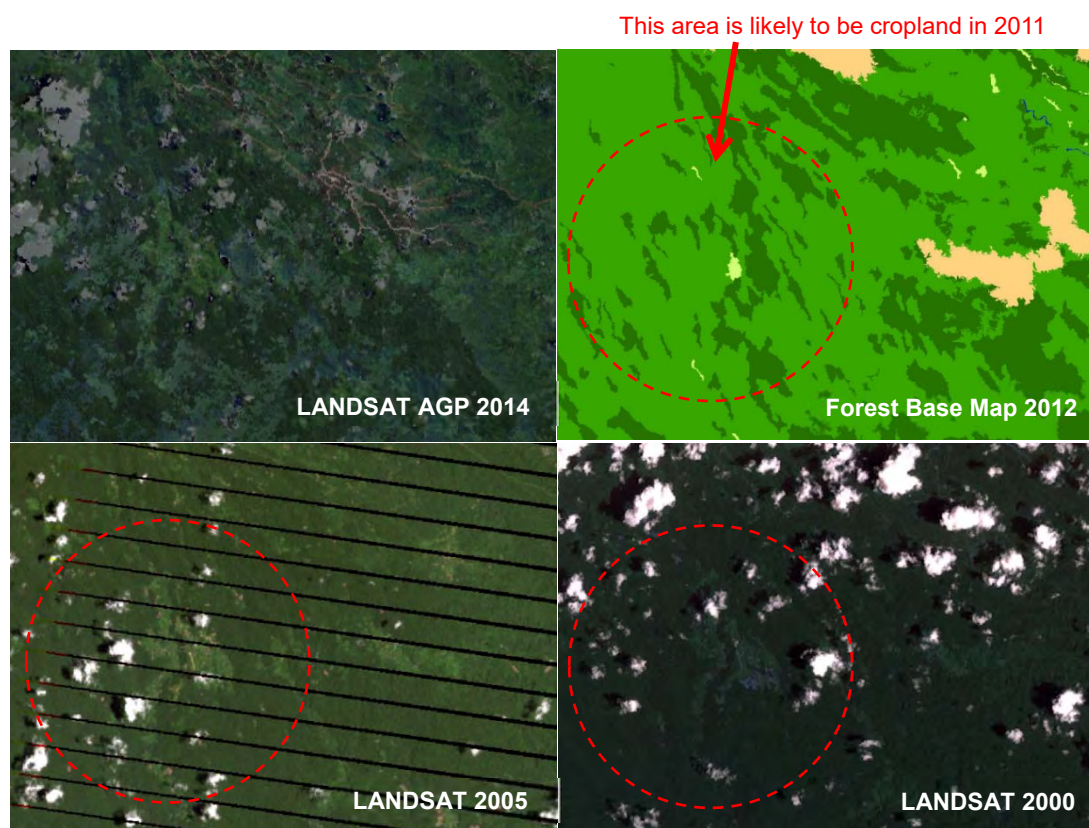 This area is likely to be cropland in 2011
LANDSAT AGP 2014
Forest Base Map 2012
LANDSAT 2005
LANDSAT 2000